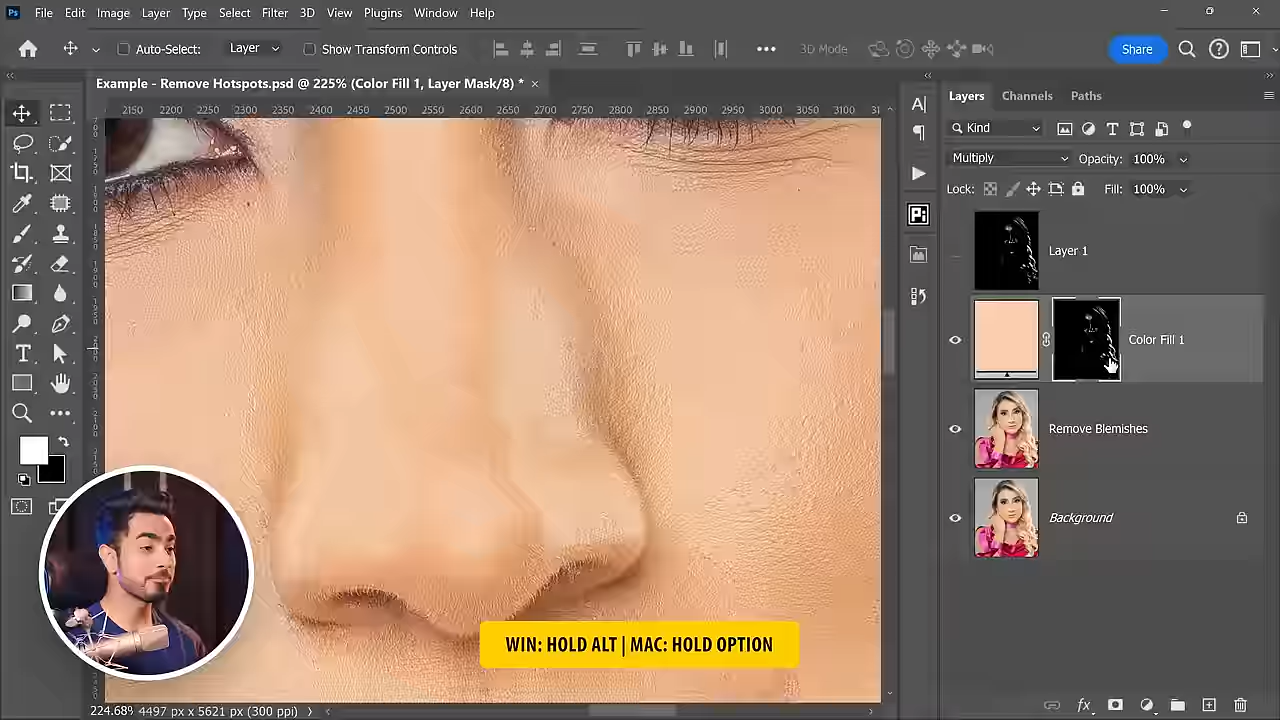 Ps File Edit Image Layer Type Select Filter 3D View Plugins Window Help
Auto-Select: Layer Show Transform Controls 3D Mode Share
Example - Remove Hotspots.psd @ 225% (Color Fill 1, Layer Mask/8) *
2150 2200 2250 2300 2350 2400 2450 2500 2550 2600 2650 2700 2750 2800 2850 2900 2950 3000 3050 3100
Layers Channels Paths
Kind
Multiply Opacity: 100%
Lock: Fill: 100%
Pi
Layer 1
Color Fill 1
Remove Blemishes
Background
WIN: HOLD ALT | MAC: HOLD OPTION
224.68% 4497 px x 5621 px (300 ppi)
fx